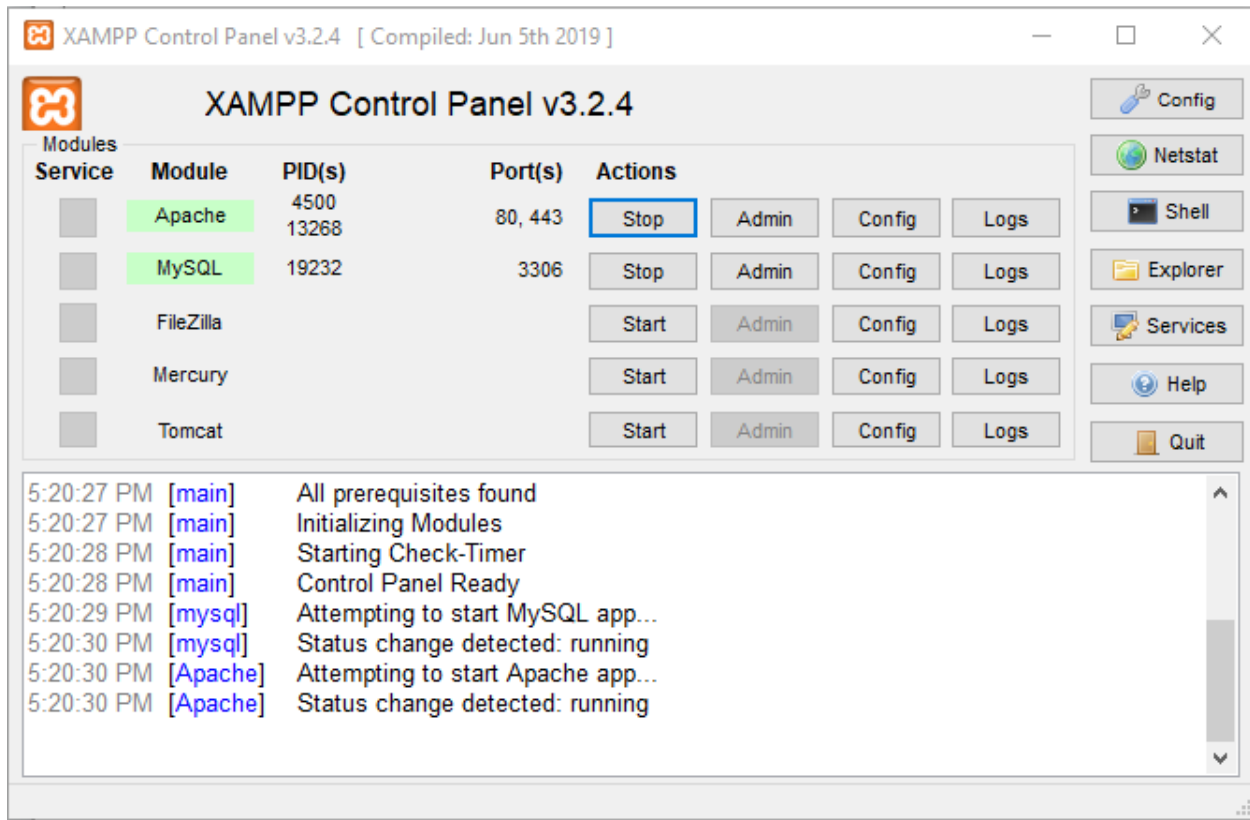 XAMPP Control Panel v3.2.4 [ Compiled: Jun 5th 2019 ]
XAMPP Control Panel v3.2.4
Config
Modules
Service Module PID(s) Port(s) Actions
Netstat
Apache 4500 13268 80, 443 Stop Admin Config Logs
Shell
MySQL 19232 3306 Stop Admin Config Logs
Explorer
FileZilla Start Admin Config Logs
Services
Mercury Start Admin Config Logs
Help
Tomcat Start Admin Config Logs
Quit
5:20:27 PM [main] All prerequisites found
5:20:27 PM [main] Initializing Modules
5:20:28 PM [main] Starting Check-Timer
5:20:28 PM [main] Control Panel Ready
5:20:29 PM [mysql] Attempting to start MySQL app...
5:20:30 PM [mysql] Status change detected: running
5:20:30 PM [Apache] Attempting to start Apache app...
5:20:30 PM [Apache] Status change detected: running